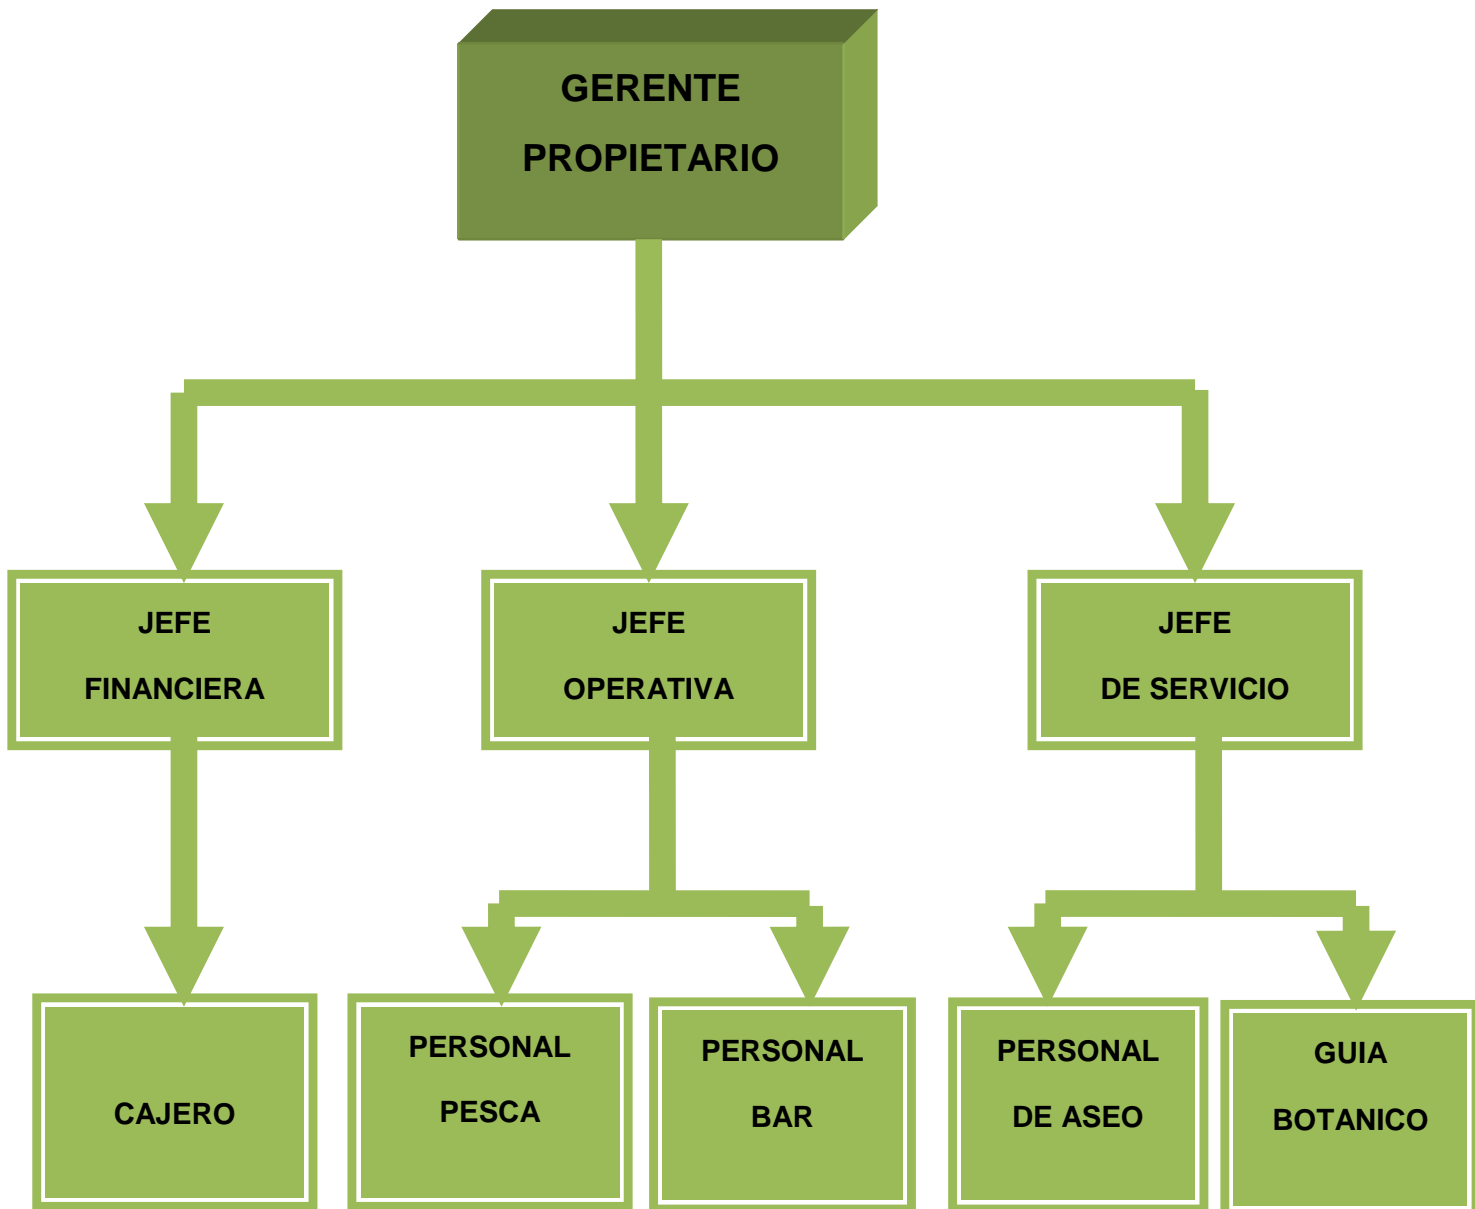 GERENTE
PROPIETARIO
JEFE
FINANCIERA
JEFE
OPERATIVA
JEFE
DE SERVICIO
CAJERO
PERSONAL
PESCA
PERSONAL
BAR
PERSONAL
DE ASEO
GUIA
BOTANICO